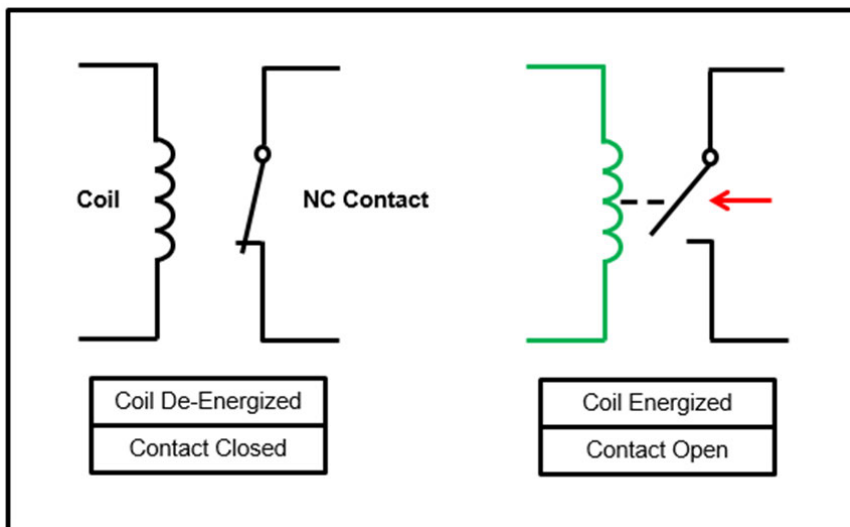 Coil
NC Contact
Coil De-Energized
Contact Closed
Coil Energized
Contact Open